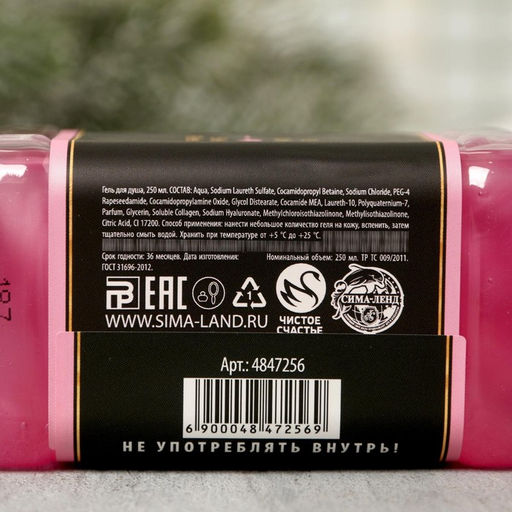 Гель для душа, 250 мл. СОСТАВ: Aqua, Sodium Laureth Sulfate, Cocamidopropyl Betaine, Sodium Chloride, PEG-4
Rapeseedamide, Cocamidopropylamine Oxide, Glycol Distearate, Cocamide MEA, Laureth-10, Polyquaternium-7,
Parfum, Glycerin, Soluble Collagen, Sodium Hyaluronate, Methylchloroisothiazolinone, Methylisothiazolinone,
Citric Acid, CI 17200. Способ применения: нанести небольшое количество геля на кожу, вспенить, затем
тщательно смыть водой. Хранить при температуре от +5 °C до +25 °C.
Срок годности: 36 месяцев. Дата изготовления: Номинальный объем: 250 мл. ТР ТС 009/2011.
ГОСТ 31696-2012.
EAC
1
WWW.SIMA-LAND.RU
ЧИСТОЕ
СЧАСТЬЕ
СИМА-ЛЕНД
Арт.: 4847256
6 900048 472569
НЕ УПОТРЕБЛЯТЬ ВНУТРЬ!